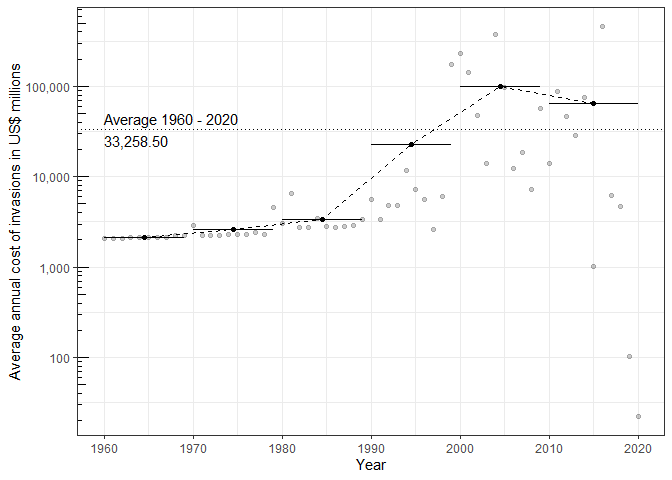 Average annual cost of invasions in US$ millions
100,000
10,000
1,000
100
Average 1960 - 2020
33,258.50
1960 1970 1980 1990 2000 2010 2020
Year